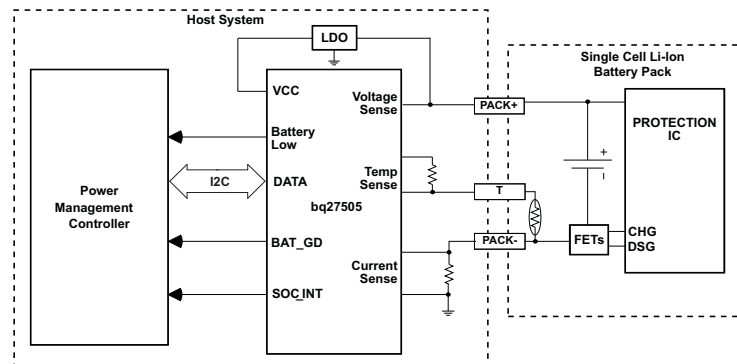 Host System
LDO
Single Cell Li-Ion
Battery Pack
VCC
Voltage
Sense
PACK+
PROTECTION
IC
Battery
Low
+
–
Temp
Sense
I2C
DATA
T
bq27505
Power
Management
Controller
PACK-
FETs
CHG
DSG
BAT_GD
Current
Sense
SOC_INT